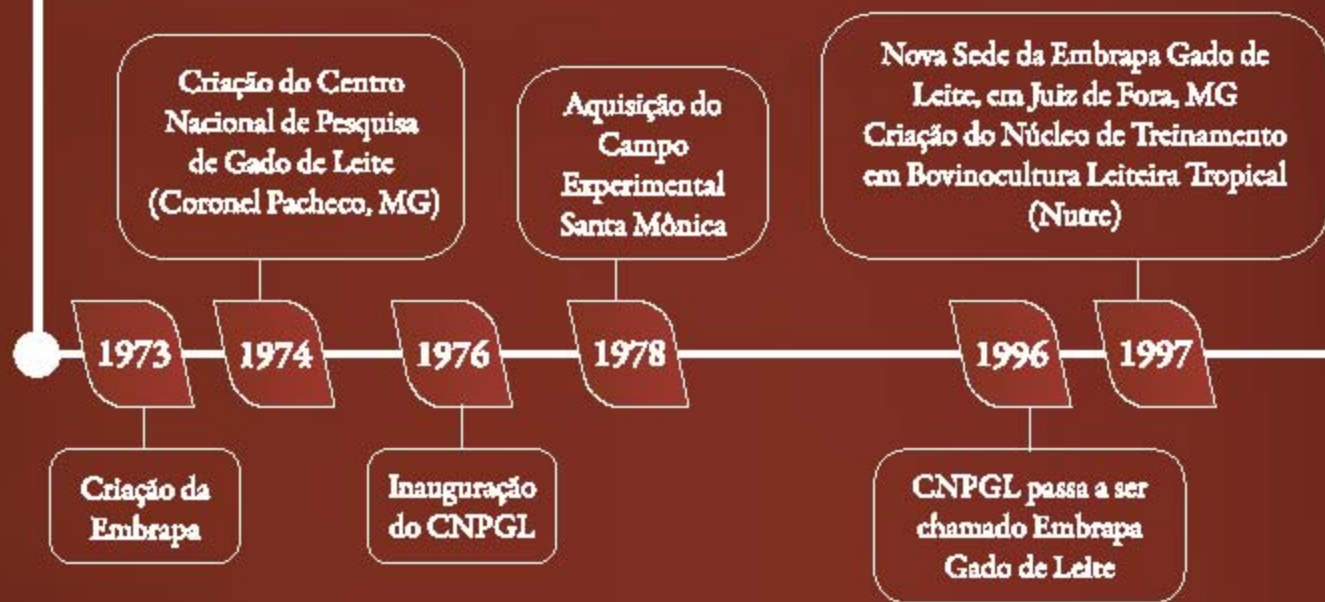 Criação do Centro
Nacional de Pesquisa
de Gado de Leite
(Coronel Pacheco, MG)
Aquisição do
Campo
Experimental
Santa Mônica
Nova Sede da Embrapa Gado de
Leite, em Juiz de Fora, MG
Criação do Núcleo de Treinamento
em Bovinocultura Leiteira Tropical
(Nutre)
1973
1974
1976
1978
1996
1997
Criação da
Embrapa
Inauguração
do CNPGL
CNPGL passa a ser
chamado Embrapa
Gado de Leite